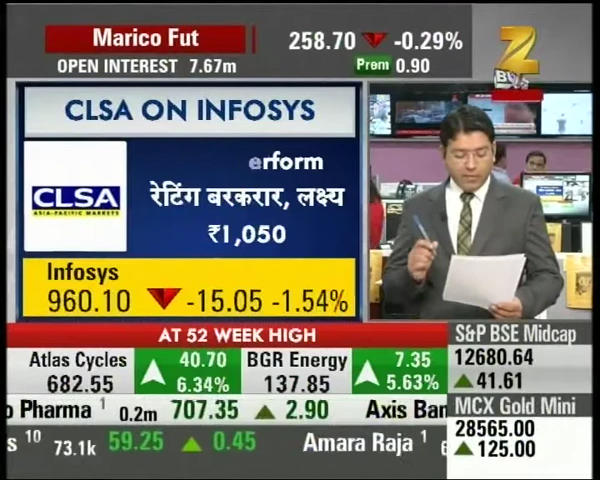 Marico Fut
258.70 -0.29%
OPEN INTEREST 7.67m
Prem 0.90
Z
CLSA ON INFOSYS
CLSA
ASIA-PACIFIC MARKETS
erform
रेटिंग बरकरार, लक्ष्य
₹1,050
Infosys
960.10 -15.05 -1.54%
AT 52 WEEK HIGH
Atlas Cycles 40.70
682.55 6.34%
BGR Energy 7.35
137.85 5.63%
S&P BSE Midcap
12680.64
41.61
MCX Gold Mini
28565.00
125.00
o Pharma 1 0.2m 707.35 2.90 Axis Ban
s 10 73.1k 59.25 0.45 Amara Raja 1